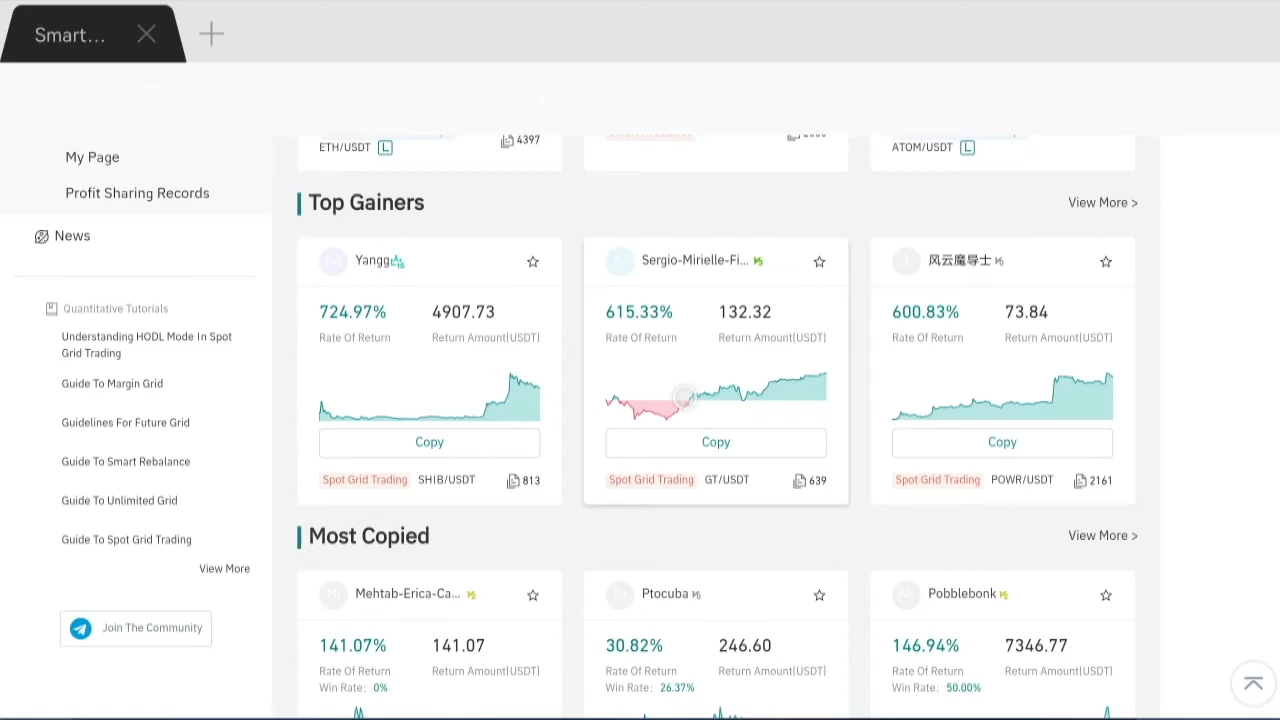 Smart...
ETH/USDT L 4397
ATOM/USDT L
My Page
Profit Sharing Records
News
Quantitative Tutorials
Understanding HODL Mode In Spot
Grid Trading
Guide To Margin Grid
Guidelines For Future Grid
Guide To Smart Rebalance
Guide To Unlimited Grid
Guide To Spot Grid Trading
View More
Join The Community
Top Gainers
View More >
Yangg
724.97% 4907.73
Rate Of Return Return Amount(USDT)
Copy
Spot Grid Trading SHIB/USDT 813
Sergio-Mirielle-Fi...
615.33% 132.32
Rate Of Return Return Amount(USDT)
Copy
Spot Grid Trading GT/USDT 639
风云魔导士
600.83% 73.84
Rate Of Return Return Amount(USDT)
Copy
Spot Grid Trading POWR/USDT 2161
Most Copied
View More >
Mehtab-Erica-Ca...
141.07% 141.07
Rate Of Return Return Amount(USDT)
Win Rate: 0%
Ptocuba
30.82% 246.60
Rate Of Return Return Amount(USDT)
Win Rate: 26.37%
Pobblebonk
146.94% 7346.77
Rate Of Return Return Amount(USDT)
Win Rate: 50.00%